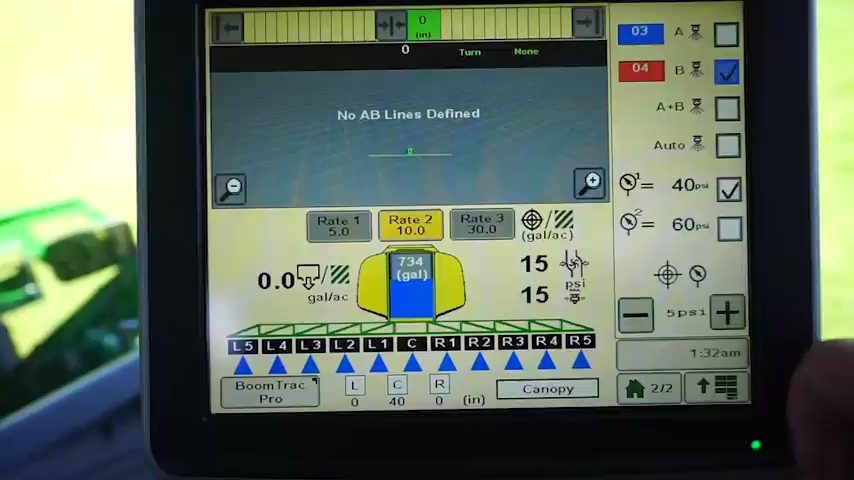 0
(in)
0 Turn None
No AB Lines Defined
03 A
04 B
A+B
Auto
1 = 40psi
2 = 60psi
5psi
1:32am
2/2
Rate 1
5.0
Rate 2
10.0
Rate 3
30.0
(gal/ac)
734
(gal)
0.0
gal/ac
15
psi
15
L5 L4 L3 L2 L1 C R1 R2 R3 R4 R5
BoomTrac
Pro
L C R
0 40 0 (in)
Canopy